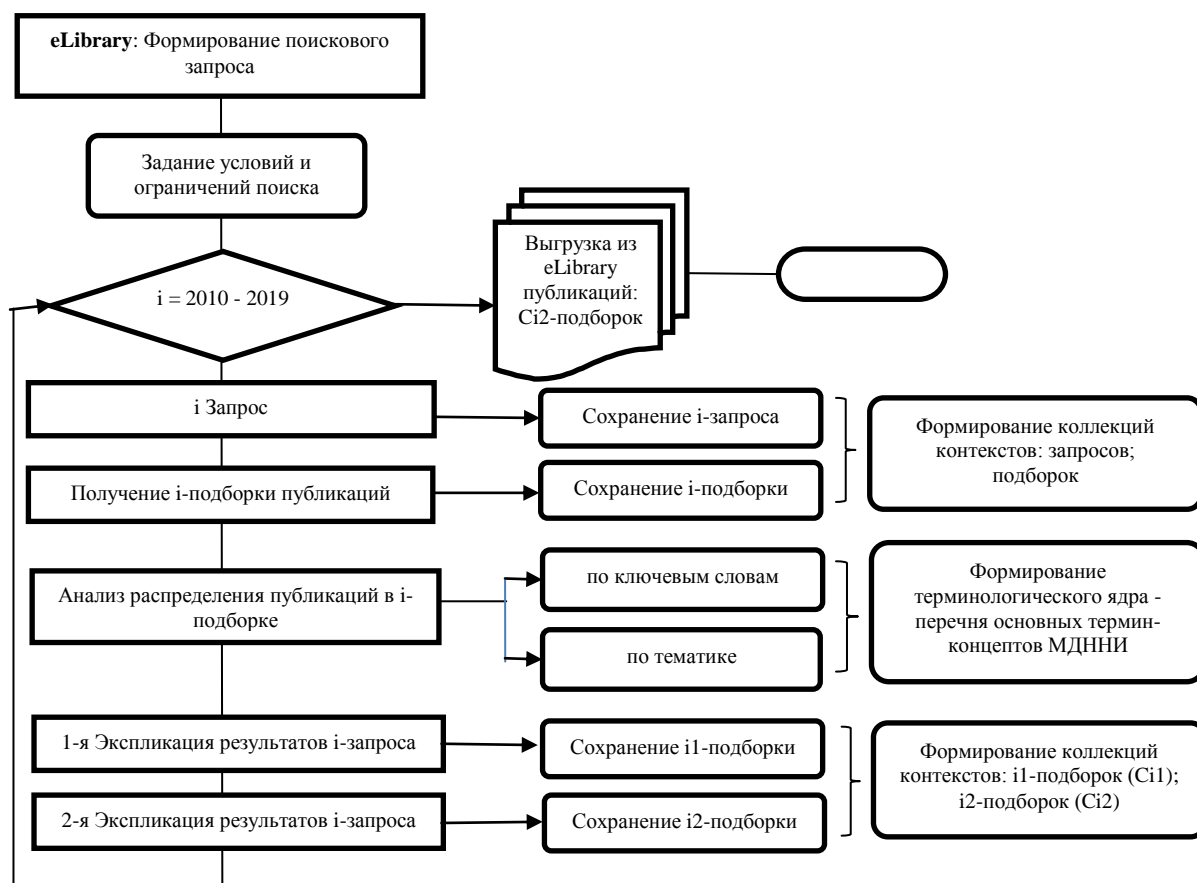 eLibrary: Формирование поискового
запроса
Задание условий и
ограничений поиска
i = 2010 - 2019
Выгрузка из
eLibrary
публикаций:
Ci2-подборок
i Запрос
Сохранение i-запроса
Получение i-подборки публикаций
Сохранение i-подборки
Формирование коллекций
контекстов: запросов;
подборок
Анализ распределения публикаций в i-
подборке
по ключевым словам
по тематике
Формирование
терминологического ядра -
перечня основных термин-
концептов МДННИ
1-я Экспликация результатов i-запроса
Сохранение i1-подборки
2-я Экспликация результатов i-запроса
Сохранение i2-подборки
Формирование коллекций
контекстов: i1-подборок (Ci1);
i2-подборок (Ci2)